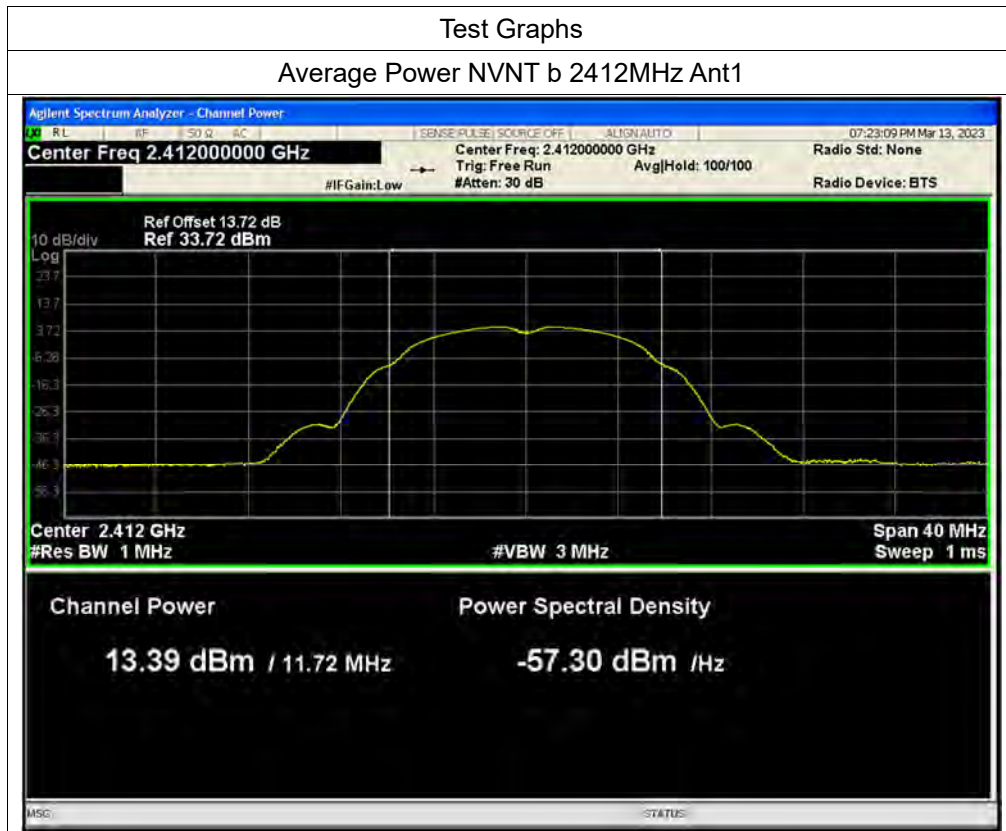 Test Graphs
Average Power NVNT b 2412MHz Ant1
Agilent Spectrum Analyzer - Channel Power
LXI RL RF 50 Ω AC SENSE:PULSE SOURCE OFF ALIGN AUTO 07:23:09 PM Mar 13, 2023
Center Freq 2.412000000 GHz Center Freq: 2.412000000 GHz Radio Std: None
Trig: Free Run Avg|Hold: 100/100
#IFGain:Low #Atten: 30 dB Radio Device: BTS
Ref Offset 13.72 dB
10 dB/div Ref 33.72 dBm
Log
23.7
13.7
3.72
-6.28
-16.3
-26.3
-36.3
-46.3
-56.3
Center 2.412 GHz Span 40 MHz
#Res BW 1 MHz #VBW 3 MHz Sweep 1 ms
Channel Power Power Spectral Density
13.39 dBm / 11.72 MHz -57.30 dBm /Hz
MSG STATUS